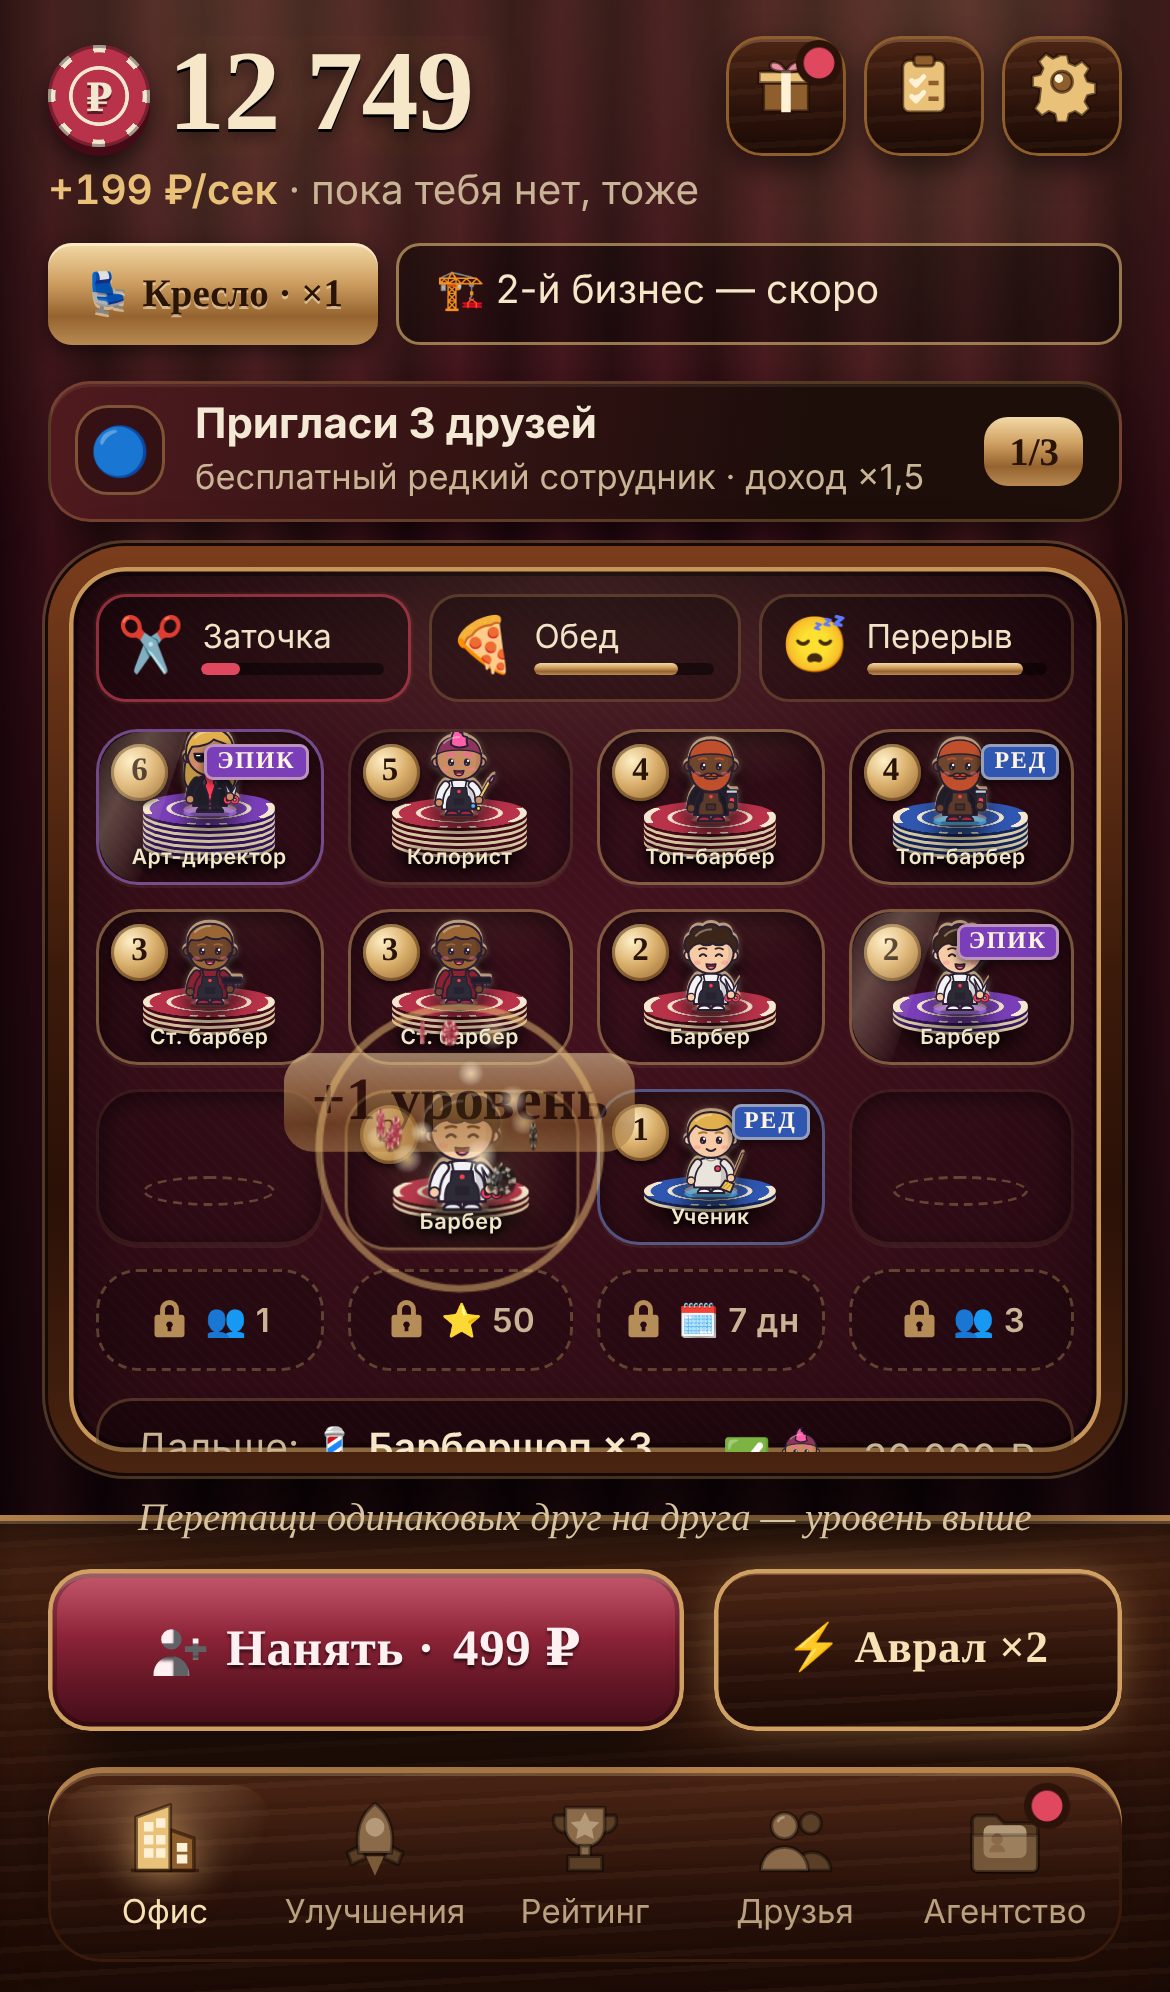 ₽ 12 749
+199 ₽/сек · пока тебя нет, тоже
Кресло · ×1
2-й бизнес — скоро
Пригласи 3 друзей
бесплатный редкий сотрудник · доход ×1,5
1/3
Заточка
Обед
Перерыв
6 ЭПИК
Арт-директор
5
Колорист
4
Топ-барбер
4 РЕД
Топ-барбер
3
Ст. барбер
3
Ст. барбер
2
Барбер
2 ЭПИК
Барбер
+1 уровень
Барбер
1 РЕД
Ученик
1
50
7 дн
3
Дальше: Барбершоп ×3
Перетащи одинаковых друг на друга — уровень выше
Нанять · 499 ₽
Аврал ×2
Офис
Улучшения
Рейтинг
Друзья
Агентство